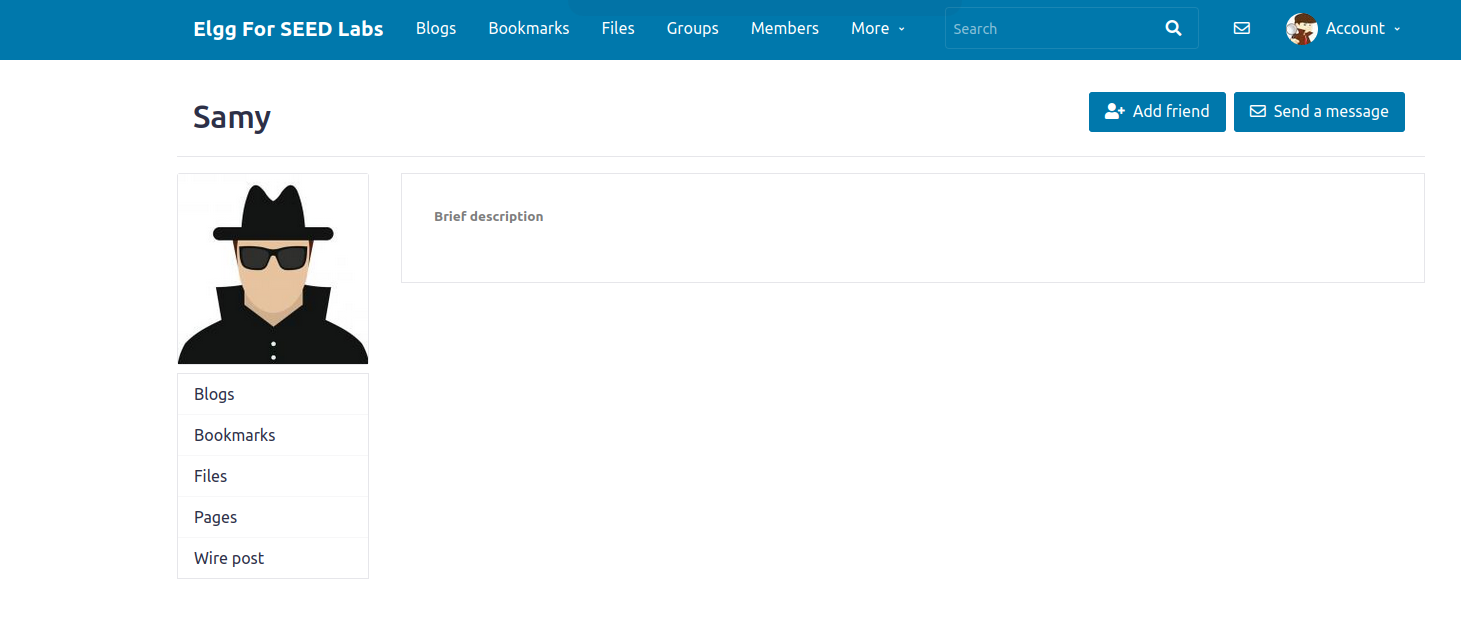 Elgg For SEED Labs Blogs Bookmarks Files Groups Members More Search Account
Samy Add friend Send a message
Brief description
Blogs
Bookmarks
Files
Pages
Wire post